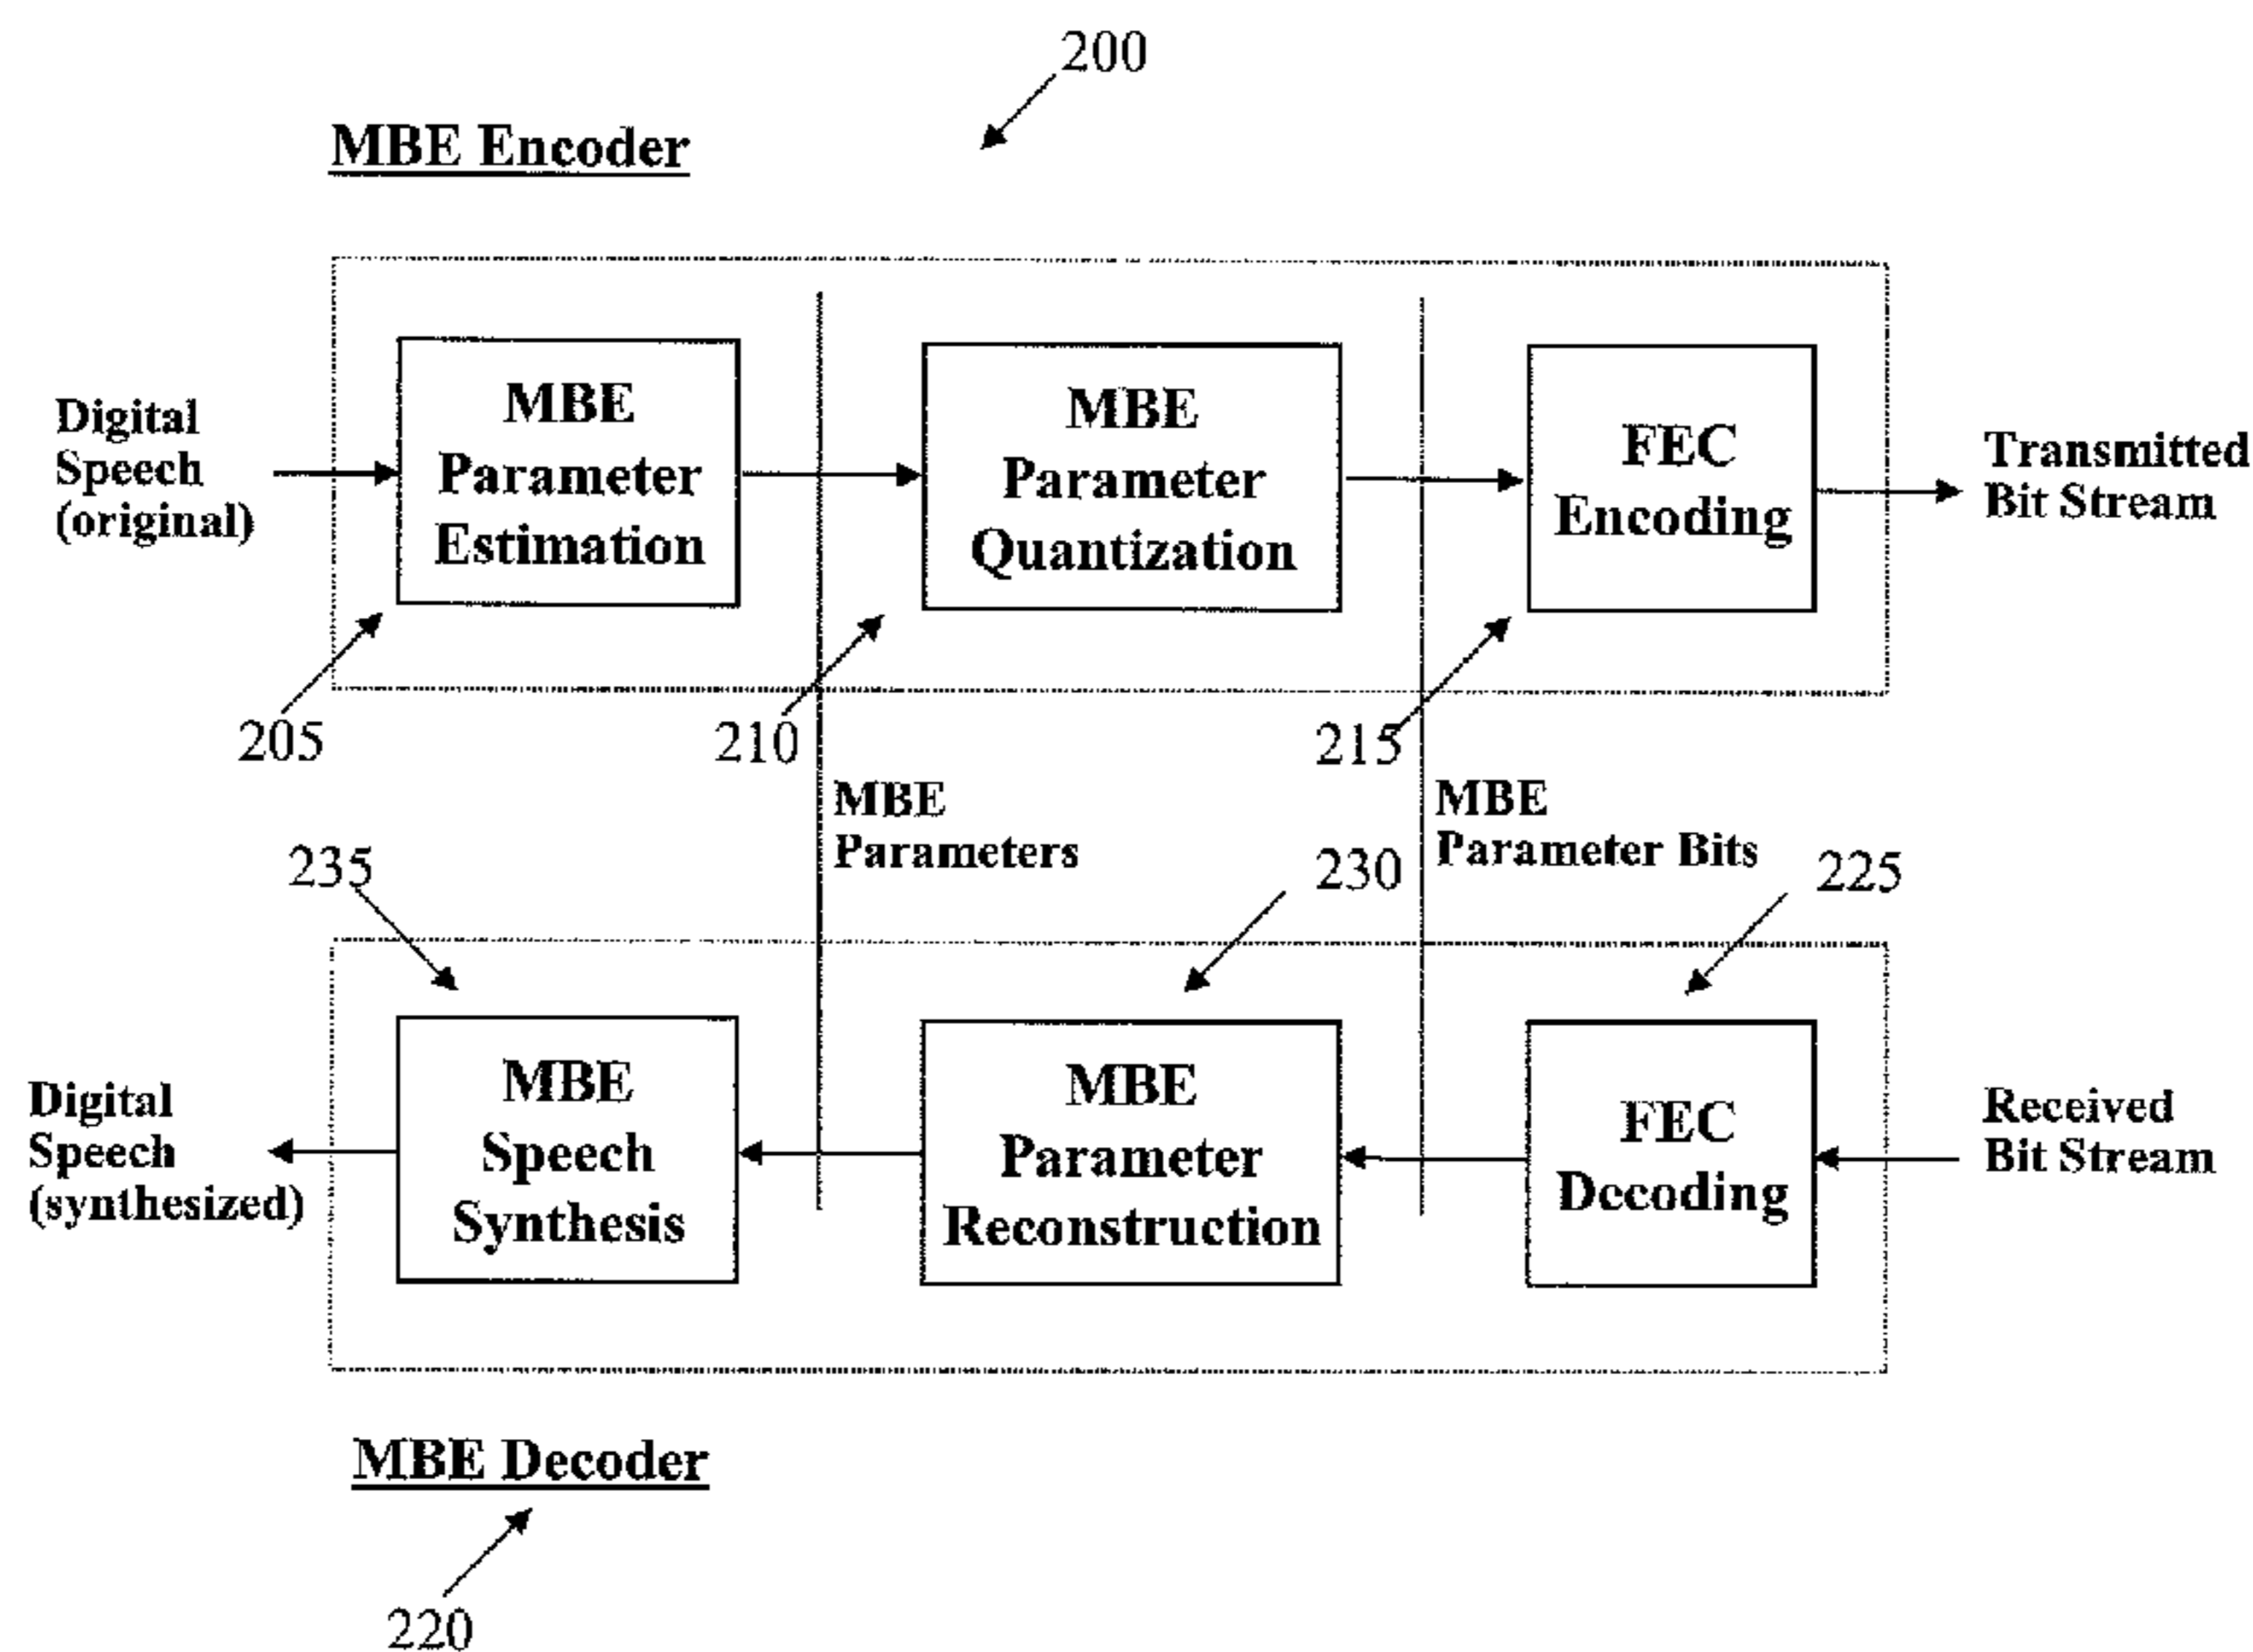 200
MBE Encoder
Digital
Speech
(original)
MBE
Parameter
Estimation
MBE
Parameter
Quantization
FEC
Encoding
Transmitted
Bit Stream
205
210
215
MBE
Parameters
MBE
Parameter Bits
235
230
225
Digital
Speech
(synthesized)
MBE
Speech
Synthesis
MBE
Parameter
Reconstruction
FEC
Decoding
Received
Bit Stream
MBE Decoder
220